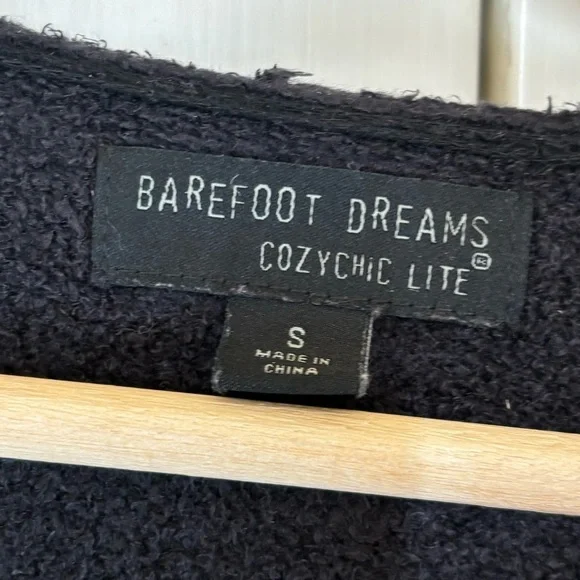 BAREFOOT DREAMS
COZYCHIC LITE®
S
MADE IN
CHINA